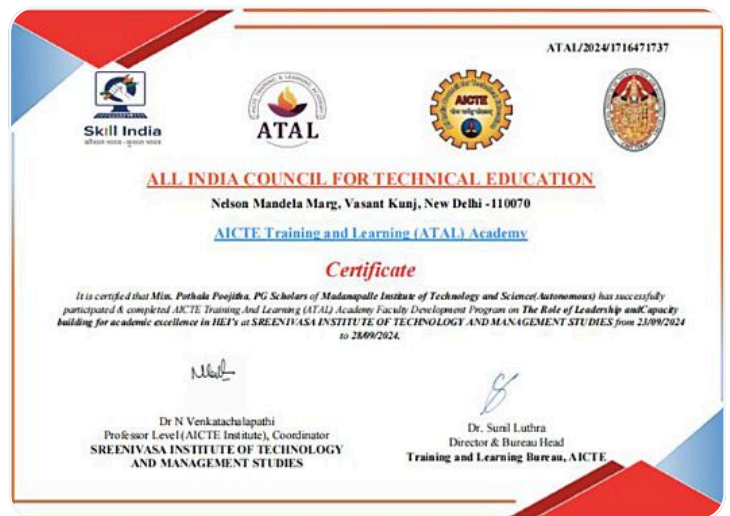 ATAL/2024/1716471737
Skill India
कौशल भारत - कुशल भारत
ATAL
AICTE
ALL INDIA COUNCIL FOR TECHNICAL EDUCATION
Nelson Mandela Marg, Vasant Kunj, New Delhi -110070
AICTE Training and Learning (ATAL) Academy
Certificate
It is certified that Miss. Pothala Poojitha, PG Scholars of Madanapalle Institute of Technology and Science(Autonomous) has successfully
participated & completed AICTE Training And Learning (ATAL) Academy Faculty Development Program on The Role of Leadership andCapacity
building for academic excellence in HEI's at SREENIVASA INSTITUTE OF TECHNOLOGY AND MANAGEMENT STUDIES from 23/09/2024
to 28/09/2024.
Dr N Venkatachalapathi
Professor Level (AICTE Institute), Coordinator
SREENIVASA INSTITUTE OF TECHNOLOGY
AND MANAGEMENT STUDIES
Dr. Sunil Luthra
Director & Bureau Head
Training and Learning Bureau, AICTE